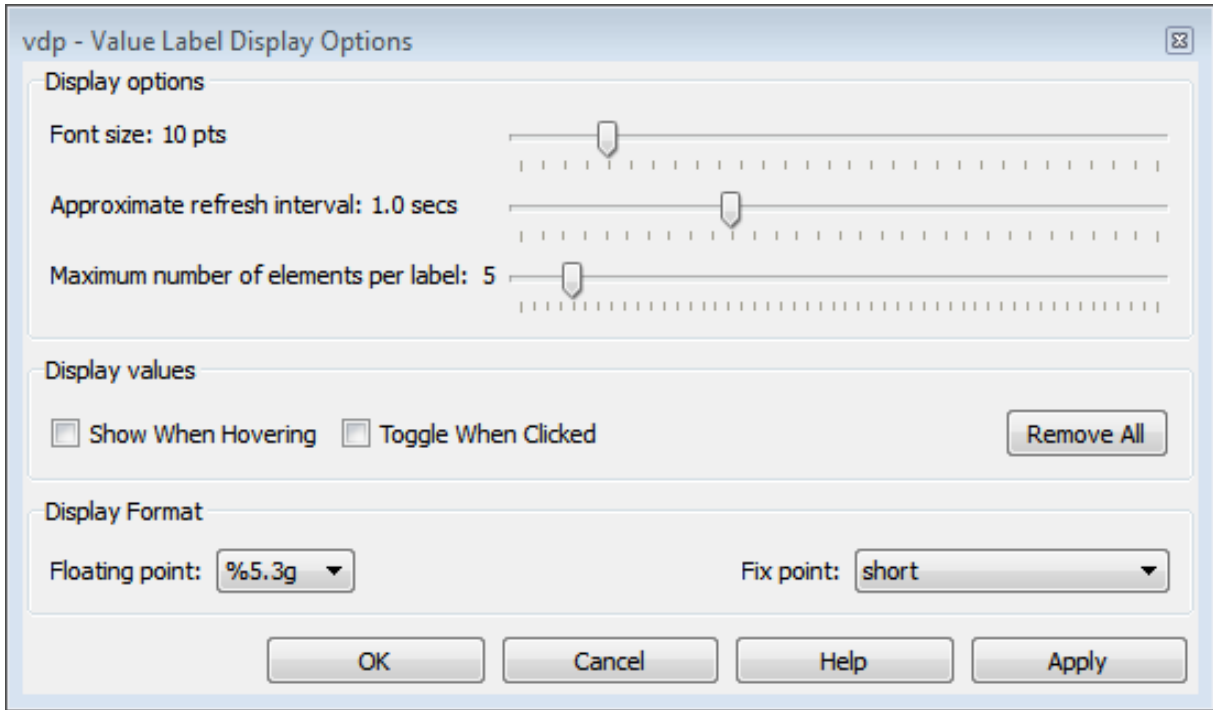 vdp - Value Label Display Options
Display options
Font size: 10 pts
Approximate refresh interval: 1.0 secs
Maximum number of elements per label: 5
Display values
Show When Hovering Toggle When Clicked Remove All
Display Format
Floating point: %5.3g Fix point: short
OK Cancel Help Apply